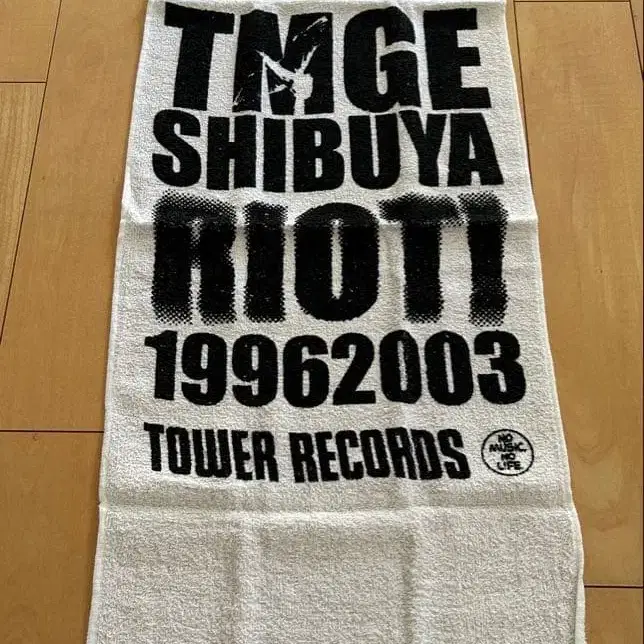 TMGE
SHIBUYA
RIOT!
19962003
TOWER RECORDS
NO
MUSIC,
NO
LIFE.